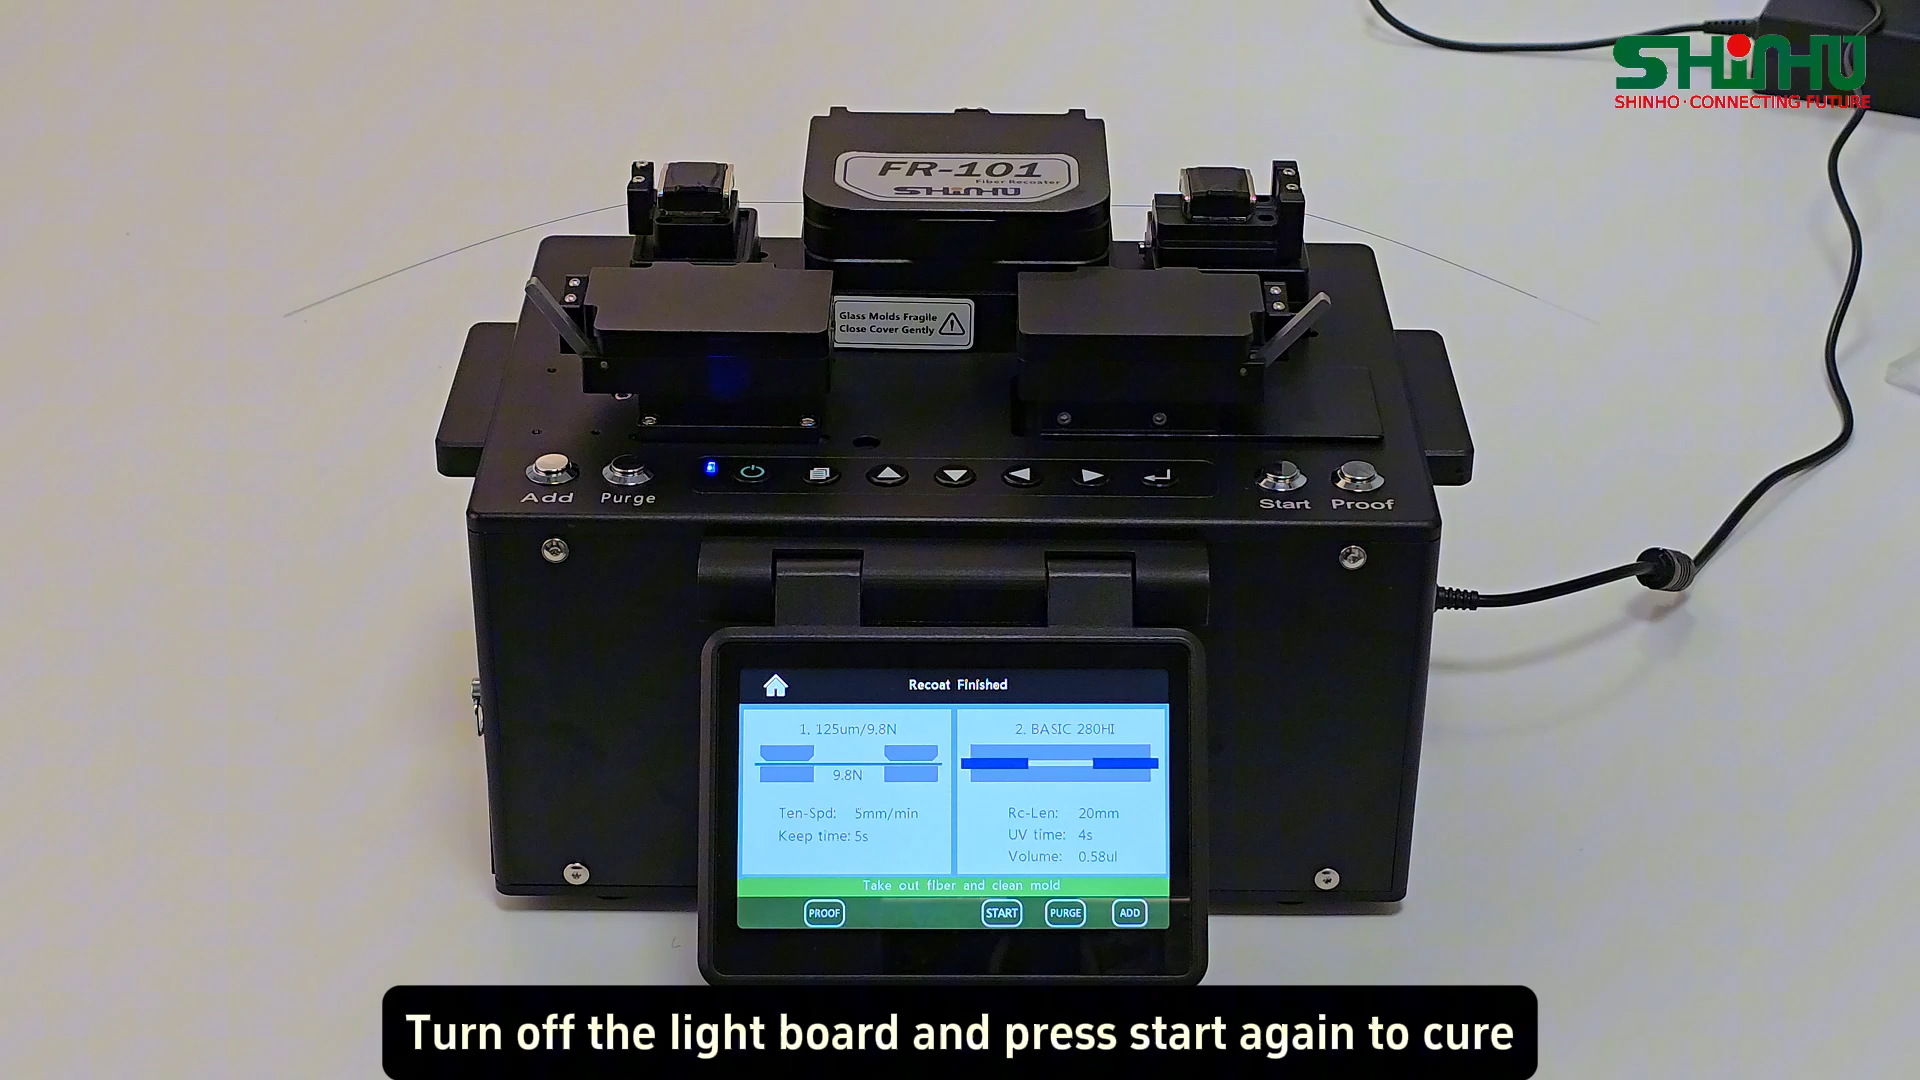 SHINHO
SHINHO·CONNECTING FUTURE
FR-101
Fiber Recoater
SHINHO
Glass Molds Fragile
Close Cover Gently
Add
Purge
Start
Proof
Recoat Finished
1. 125um/9.8N
9.8N
Ten-Spd: 5mm/min
Keep time: 5s
2. BASIC 280HI
Rc-Len: 20mm
UV time: 4s
Volume: 0.58ul
Take out fiber and clean mold
PROOF
START
PURGE
ADD
Turn off the light board and press start again to cure